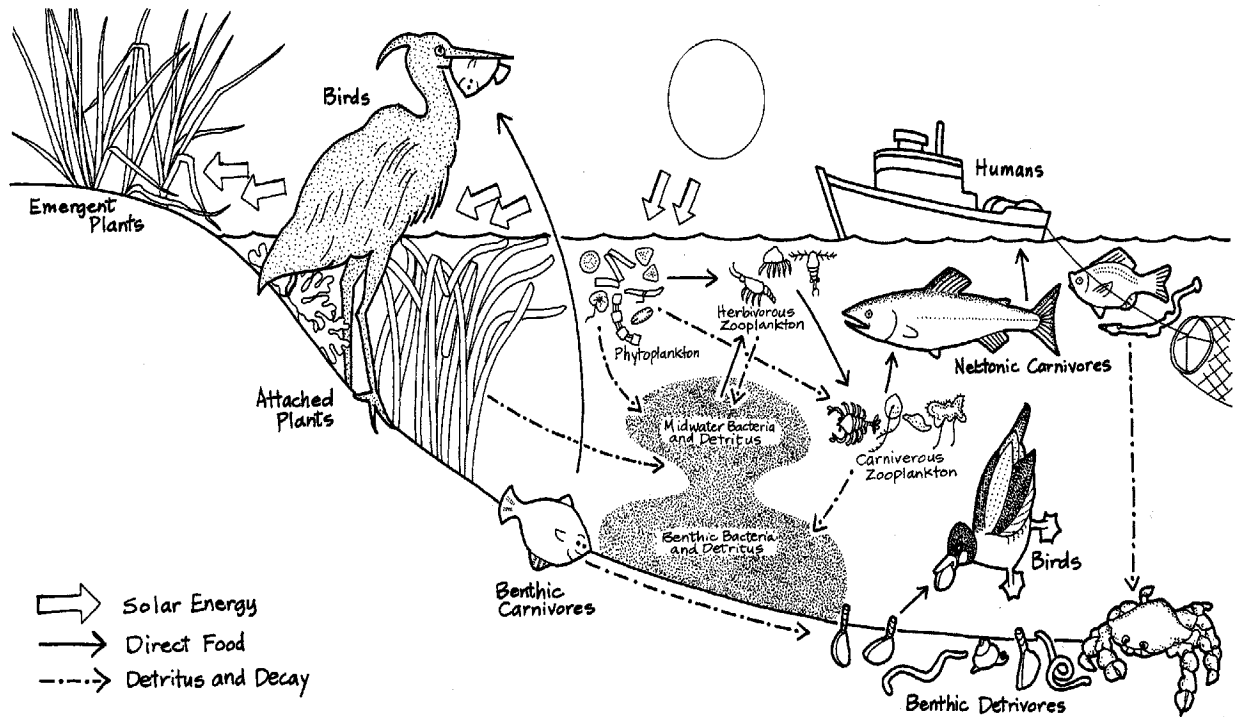 Birds
Humans
Emergent
Plants
Herbivorous
Zooplankton
Phytoplankton
Nektonic Carnivores
Attached
Plants
Midwater Bacteria
and Detritus
Carniverous
Zooplankton
Benthic Bacteria
and Detritus
Birds
Benthic
Carnivores
Solar Energy
Direct Food
Detritus and Decay
Benthic Detrivores